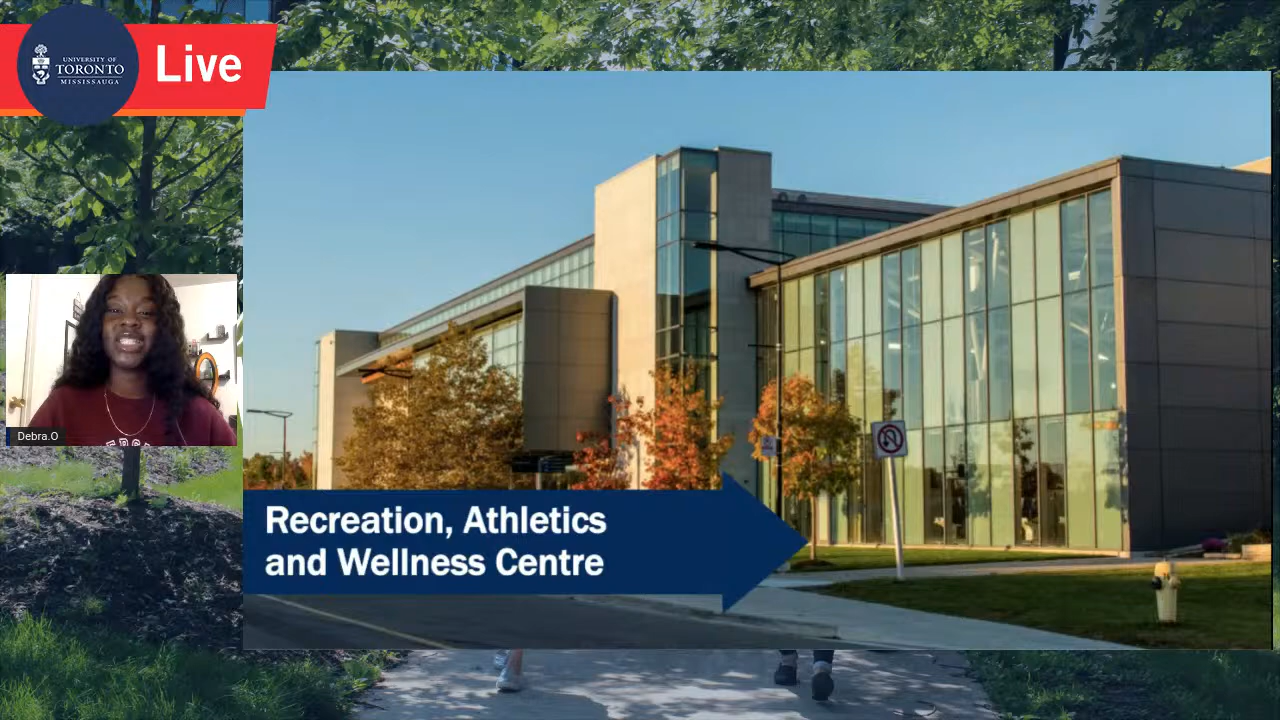 UNIVERSITY OF
TORONTO
MISSISSAUGA
Live
Debra.O
Recreation, Athletics
and Wellness Centre